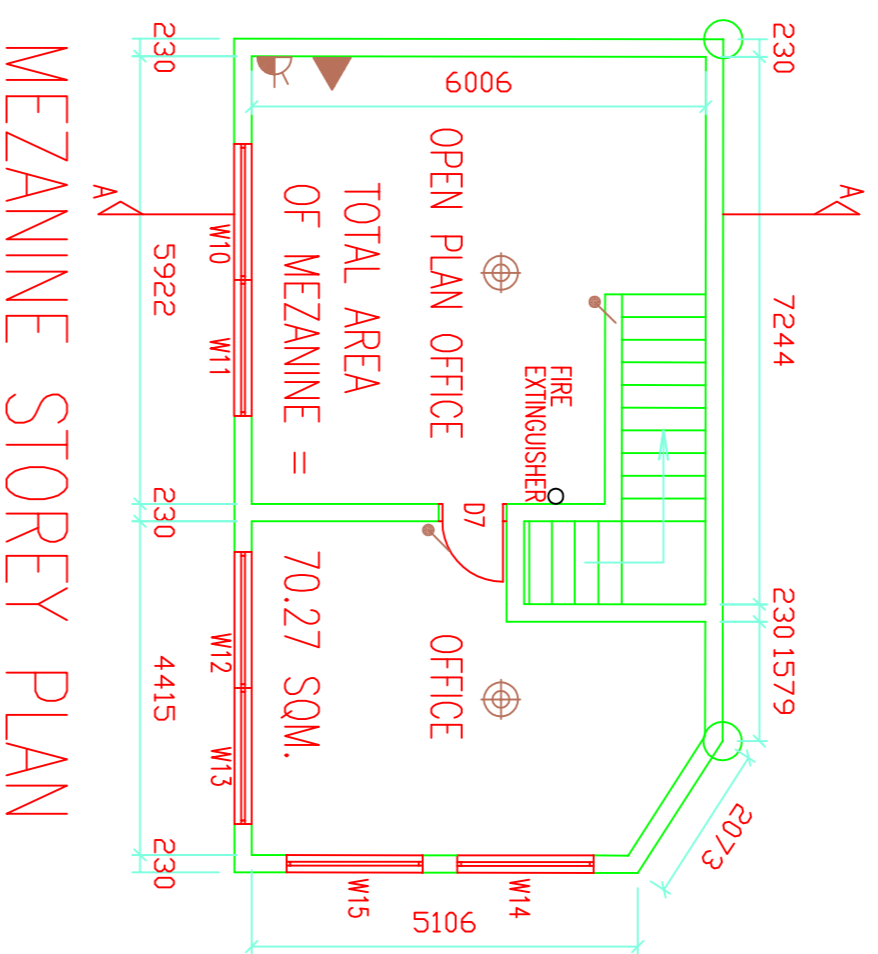 A
230 7244 230 1579
2073
6006
FIRE
EXTINGUISHER
D7
W14
OPEN PLAN OFFICE
OFFICE
5106
TOTAL AREA
W15
OF MEZANINE = 70.27 SQM.
W10 W11 W12 W13
230 5922 230 4415 230
A
MEZANINE STOREY PLAN